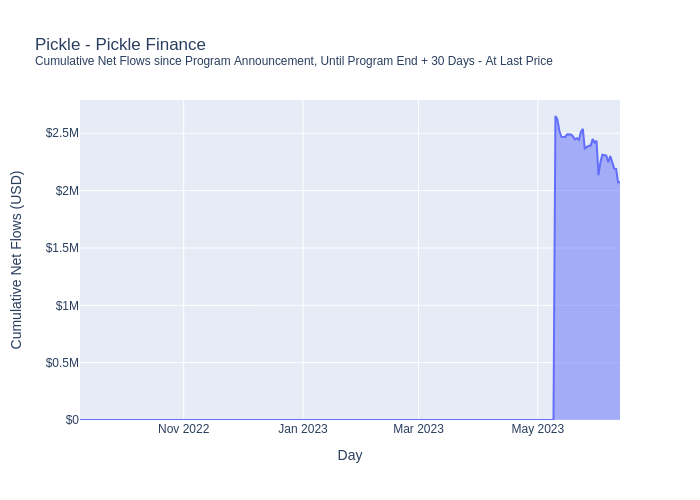 Pickle - Pickle Finance
Cumulative Net Flows since Program Announcement, Until Program End + 30 Days - At Last Price
Cumulative Net Flows (USD)
$2.5M
$2M
$1.5M
$1M
$0.5M
$0
Nov 2022
Jan 2023
Mar 2023
May 2023
Day